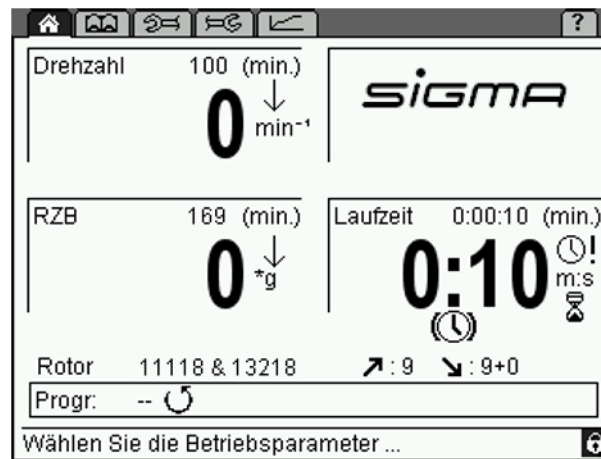 ?
Drehzahl 100 (min.)
0 min⁻¹
sigma
RZB 169 (min.)
0 *g
Laufzeit 0:00:10 (min.)
0:10 ! m:s
Rotor 11118 & 13218 : 9 : 9+0
Progr: --
Wählen Sie die Betriebsparameter ...